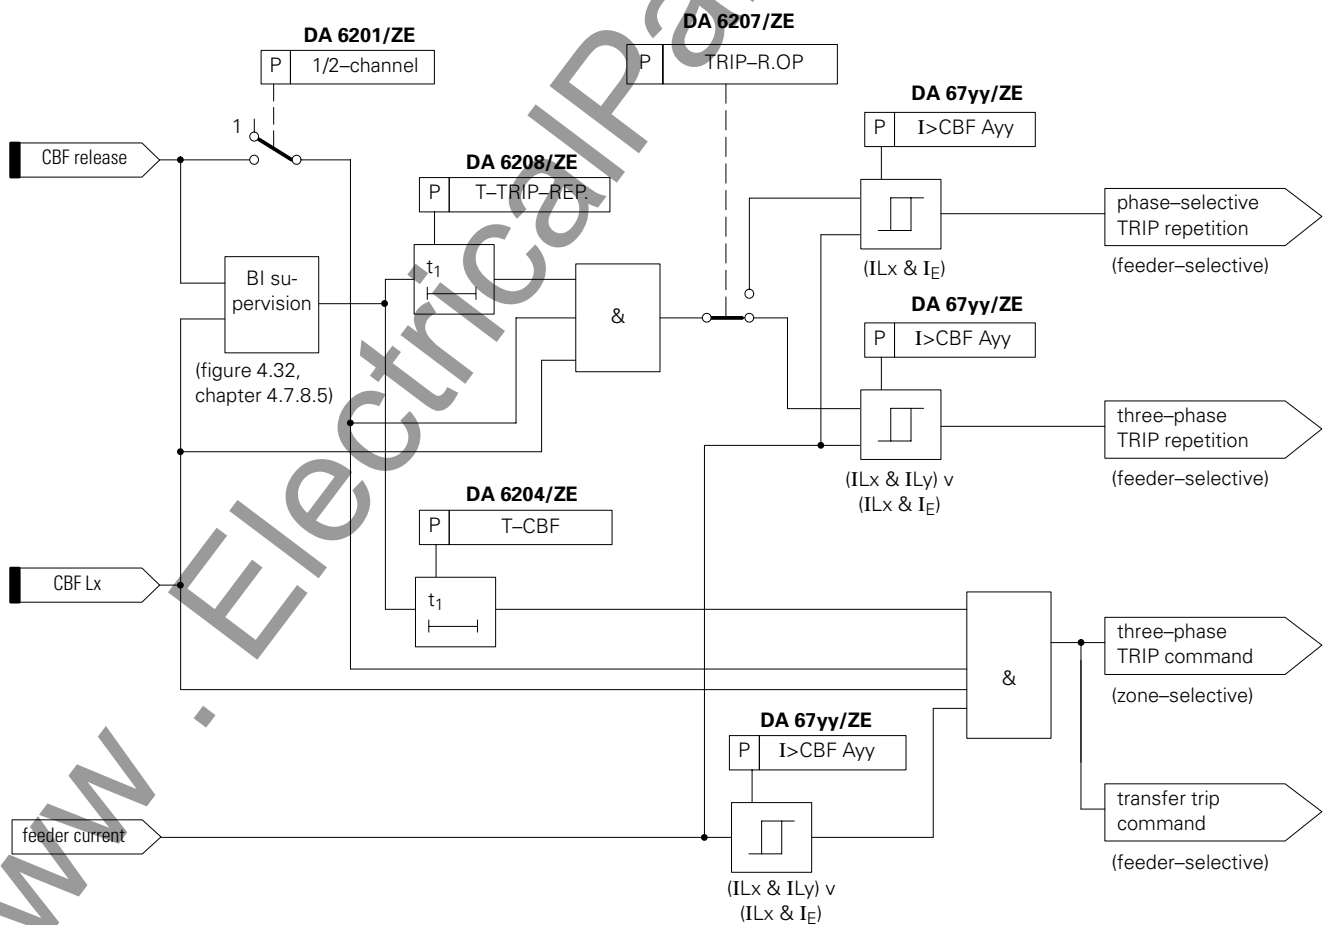 DA 6201/ZE
P 1/2–channel
DA 6207/ZE
P TRIP–R.OP
DA 67yy/ZE
P I>CBF Ayy
1
CBF release
DA 6208/ZE
P T–TRIP–REP.
phase–selective
TRIP repetition
(feeder–selective)
(ILx & IE)
t1
BI su-
pervision
(figure 4.32,
chapter 4.7.8.5)
&
DA 67yy/ZE
P I>CBF Ayy
three–phase
TRIP repetition
(feeder–selective)
(ILx & ILy) v
(ILx & IE)
DA 6204/ZE
P T–CBF
t1
CBF Lx
&
three–phase
TRIP command
(zone–selective)
DA 67yy/ZE
P I>CBF Ayy
transfer trip
command
(feeder–selective)
feeder current
(ILx & ILy) v
(ILx & IE)
ww . ElectricalPa